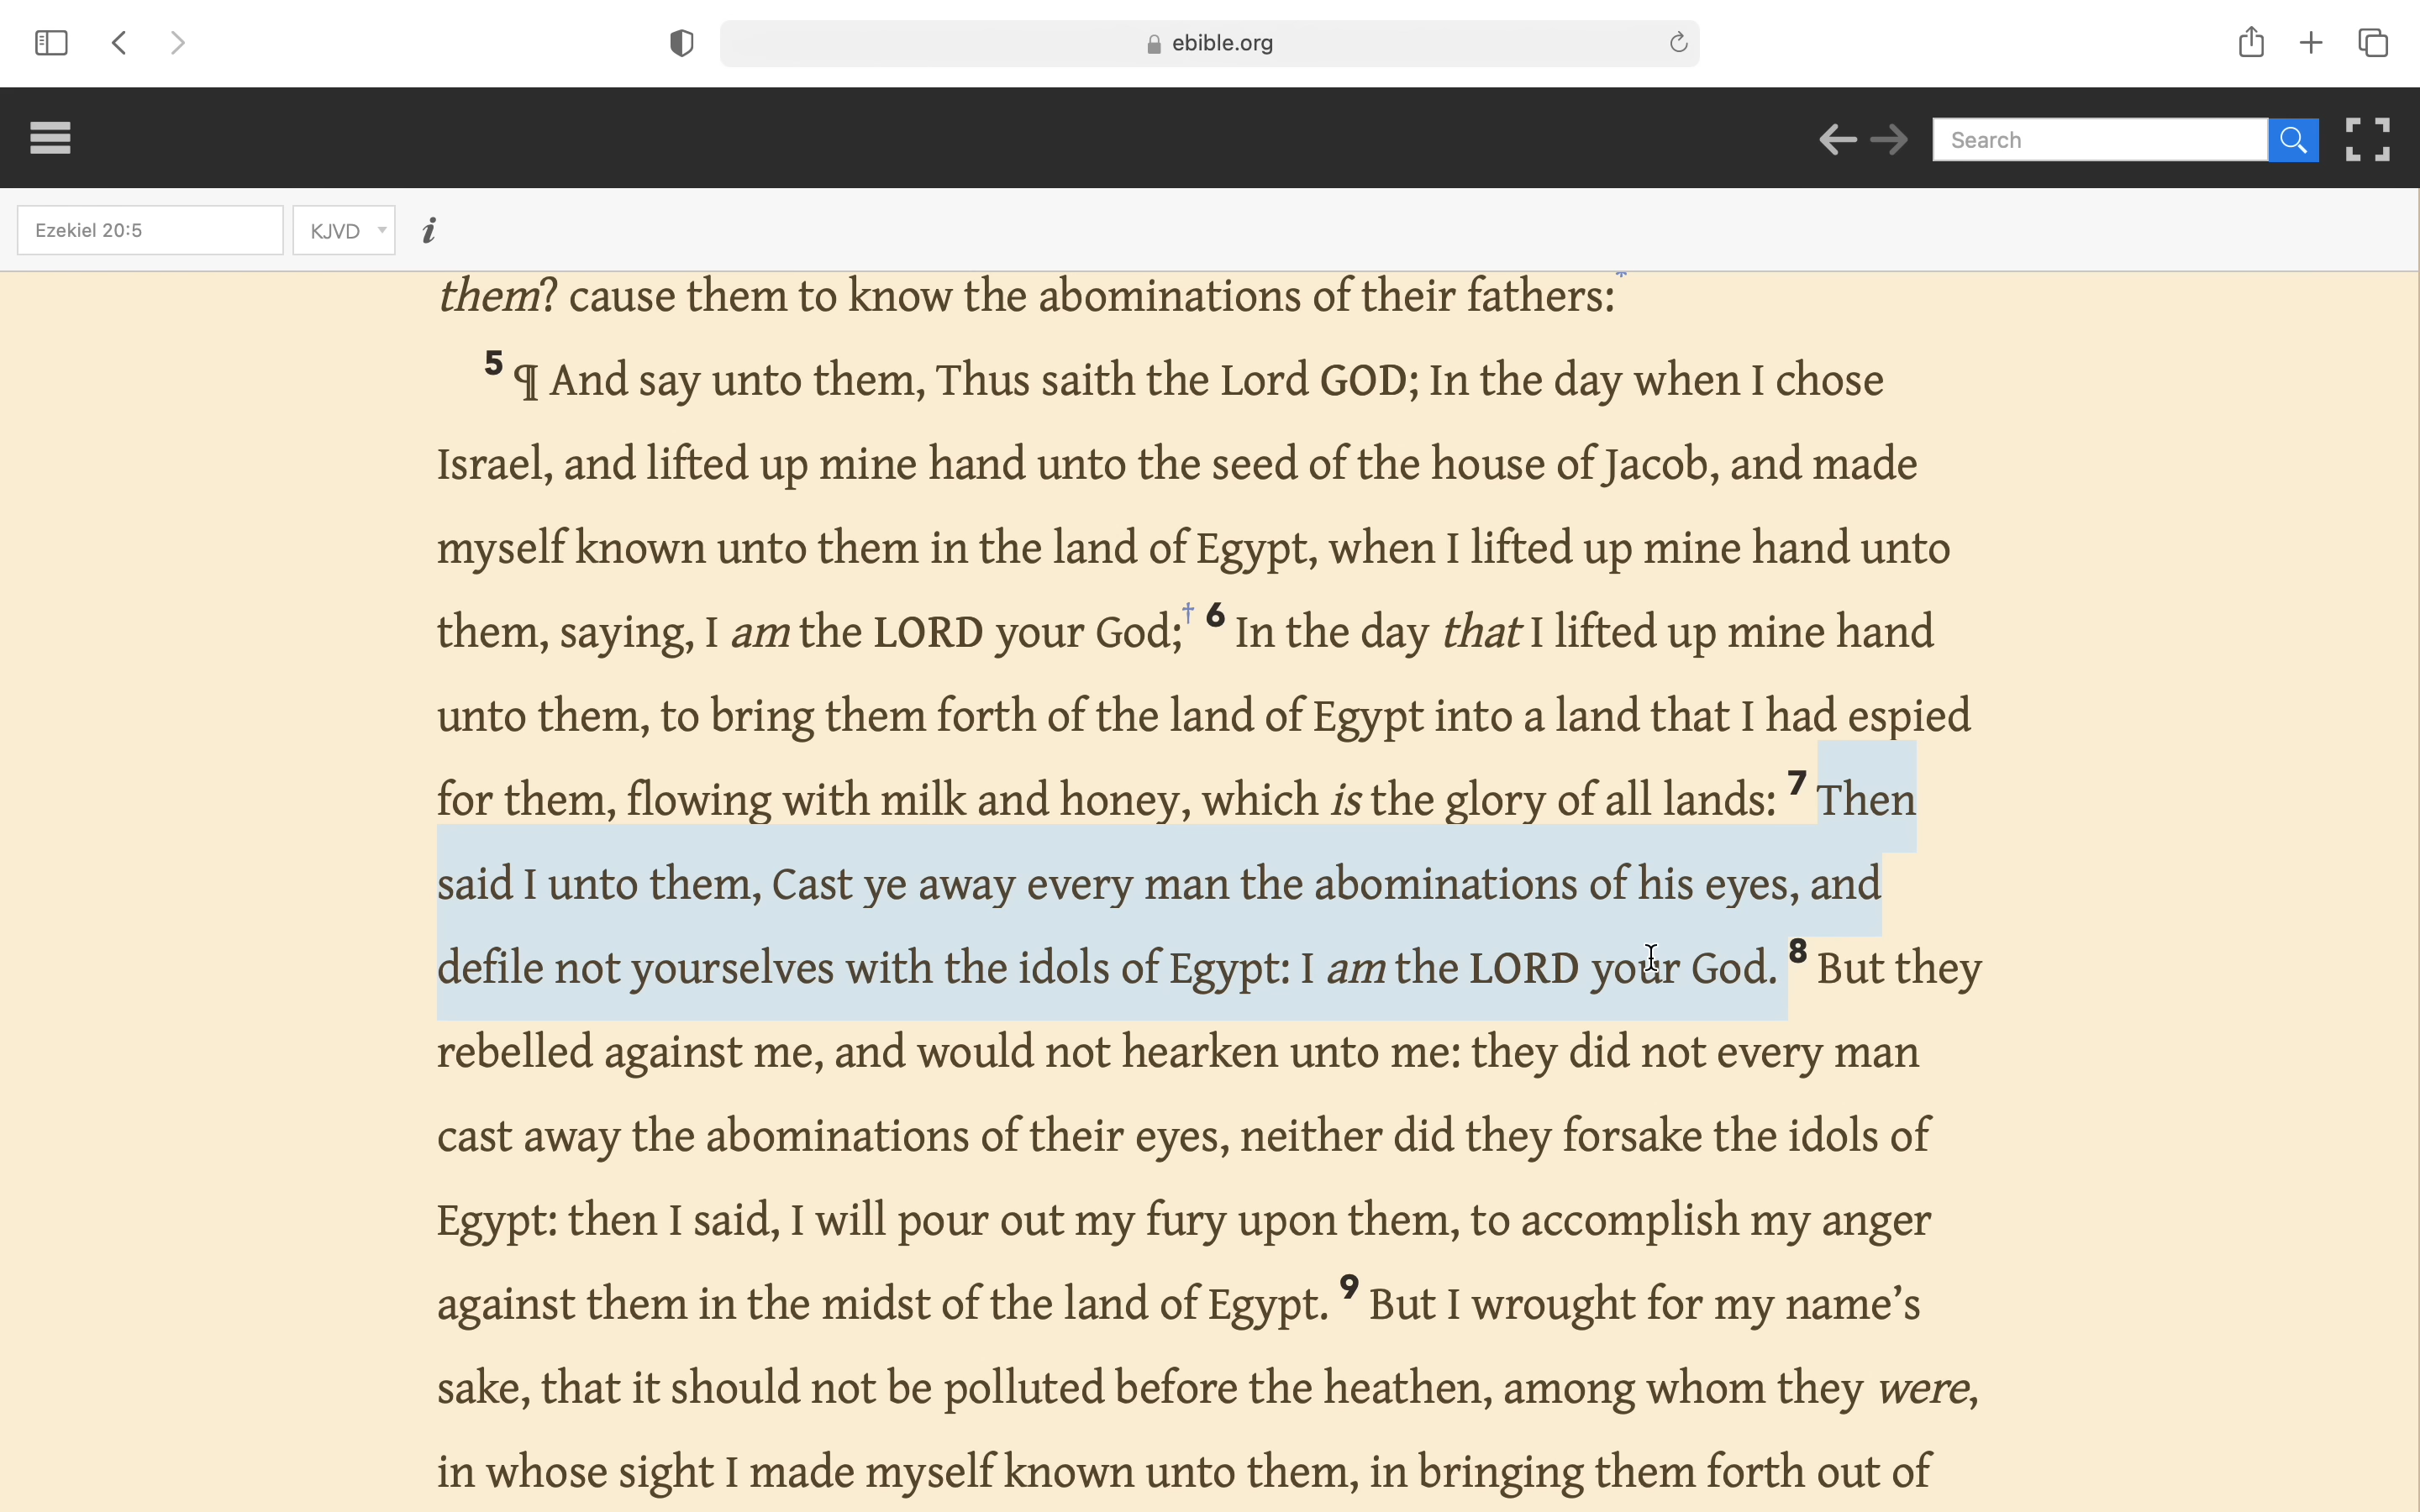 ebible.org
Search
Ezekiel 20:5 KJVD i
them? cause them to know the abominations of their fathers:*
5 ¶ And say unto them, Thus saith the Lord GOD; In the day when I chose
Israel, and lifted up mine hand unto the seed of the house of Jacob, and made
myself known unto them in the land of Egypt, when I lifted up mine hand unto
them, saying, I am the LORD your God;† 6 In the day that I lifted up mine hand
unto them, to bring them forth of the land of Egypt into a land that I had espied
for them, flowing with milk and honey, which is the glory of all lands: 7 Then
said I unto them, Cast ye away every man the abominations of his eyes, and
defile not yourselves with the idols of Egypt: I am the LORD your God. 8 But they
rebelled against me, and would not hearken unto me: they did not every man
cast away the abominations of their eyes, neither did they forsake the idols of
Egypt: then I said, I will pour out my fury upon them, to accomplish my anger
against them in the midst of the land of Egypt. 9 But I wrought for my name’s
sake, that it should not be polluted before the heathen, among whom they were,
in whose sight I made myself known unto them, in bringing them forth out of